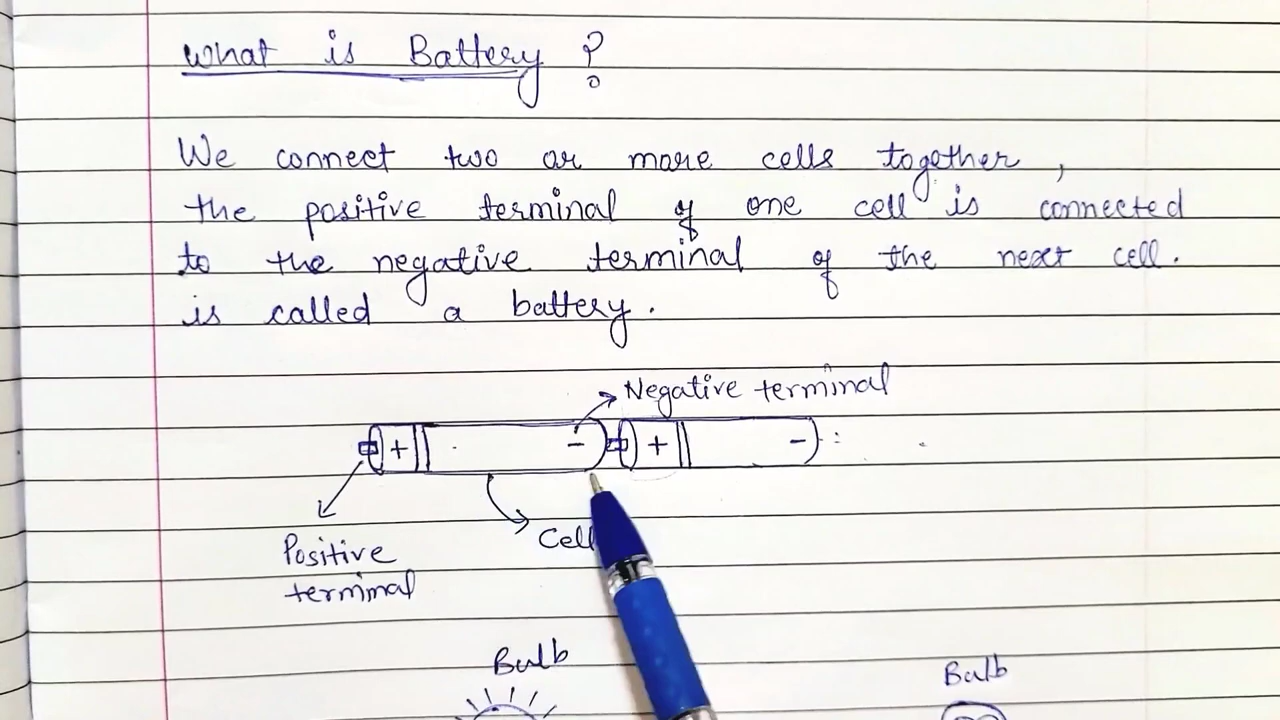 What is Battery ?
We connect two or more cells together ,
the positive terminal of one cell is connected
to the negative terminal of the next cell.
is called a battery.
Negative terminal
+ - + -
Cell
Positive
terminal
Bulb
Bulb